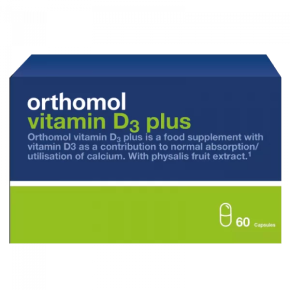 orthomol
vitamin D3 plus
Orthomol vitamin D3 plus is a food supplement with
vitamin D3 as a contribution to normal absorption/
utilisation of calcium. With physalis fruit extract.¹
60 Capsules